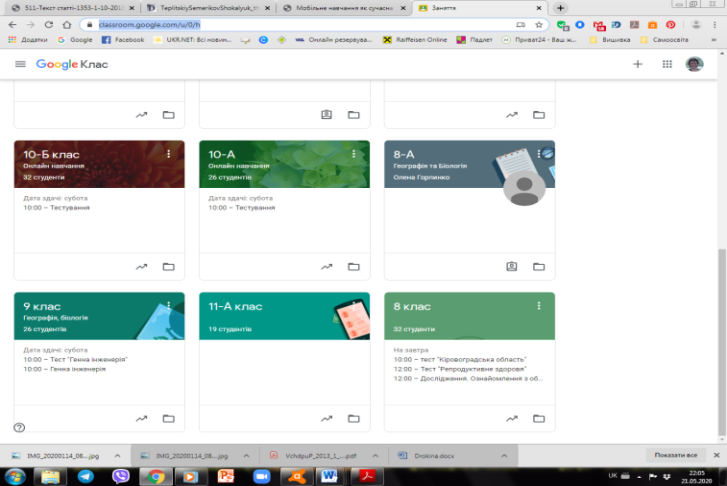 511-Текст статті-1353-1-10-201
TeplitskiySemerikovShokalyuk_st
Мобільне навчання як сучасни
Заняття
classroom.google.com/u/0/h
Додатки
Google
Facebook
UKR.NET: Всі новин...
Онлайн резервува...
Raiffeisen Online
Падлет
Приват24 - Ваш ж...
Вишивка
Самоосвіта
Google Клас
10-Б клас
Онлайн навчання
32 студенти
Дата здачі: субота
10:00 – Тестування
10-А
Онлайн навчання
26 студентів
Дата здачі: субота
10:00 – Тестування
8-А
Географія та Біологія
Олена Горпинко
9 клас
Географія, біологія
26 студентів
Дата здачі: субота
10:00 – Тест "Генна інженерія"
10:00 – Генна інженерія
11-А клас
19 студентів
8 клас
32 студенти
На завтра
10:00 – тест "Кіровоградська область"
12:00 – Тест "Репродуктивне здоровя"
12:00 – Дослідження. Ознайомлення з об...
IMG_20200114_08....jpg
IMG_20200114_08....jpg
VchdpuP_2013_1_....pdf
Drokina.docx
Показати все
UK
22:05
21.05.2020